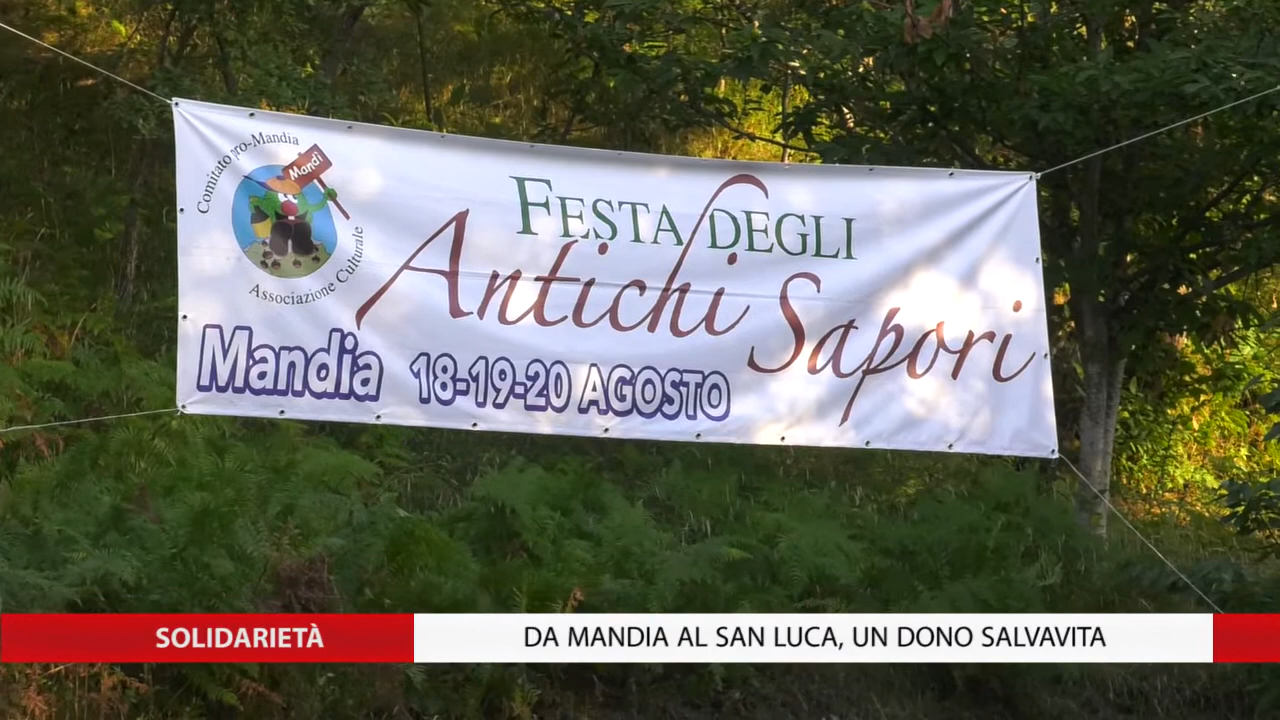 Comitato pro-Mandia
Mandì
Associazione Culturale
FESTA DEGLI
Antichi Sapori
Mandia 18-19-20 AGOSTO
SOLIDARIETÀ
DA MANDIA AL SAN LUCA, UN DONO SALVAVITA